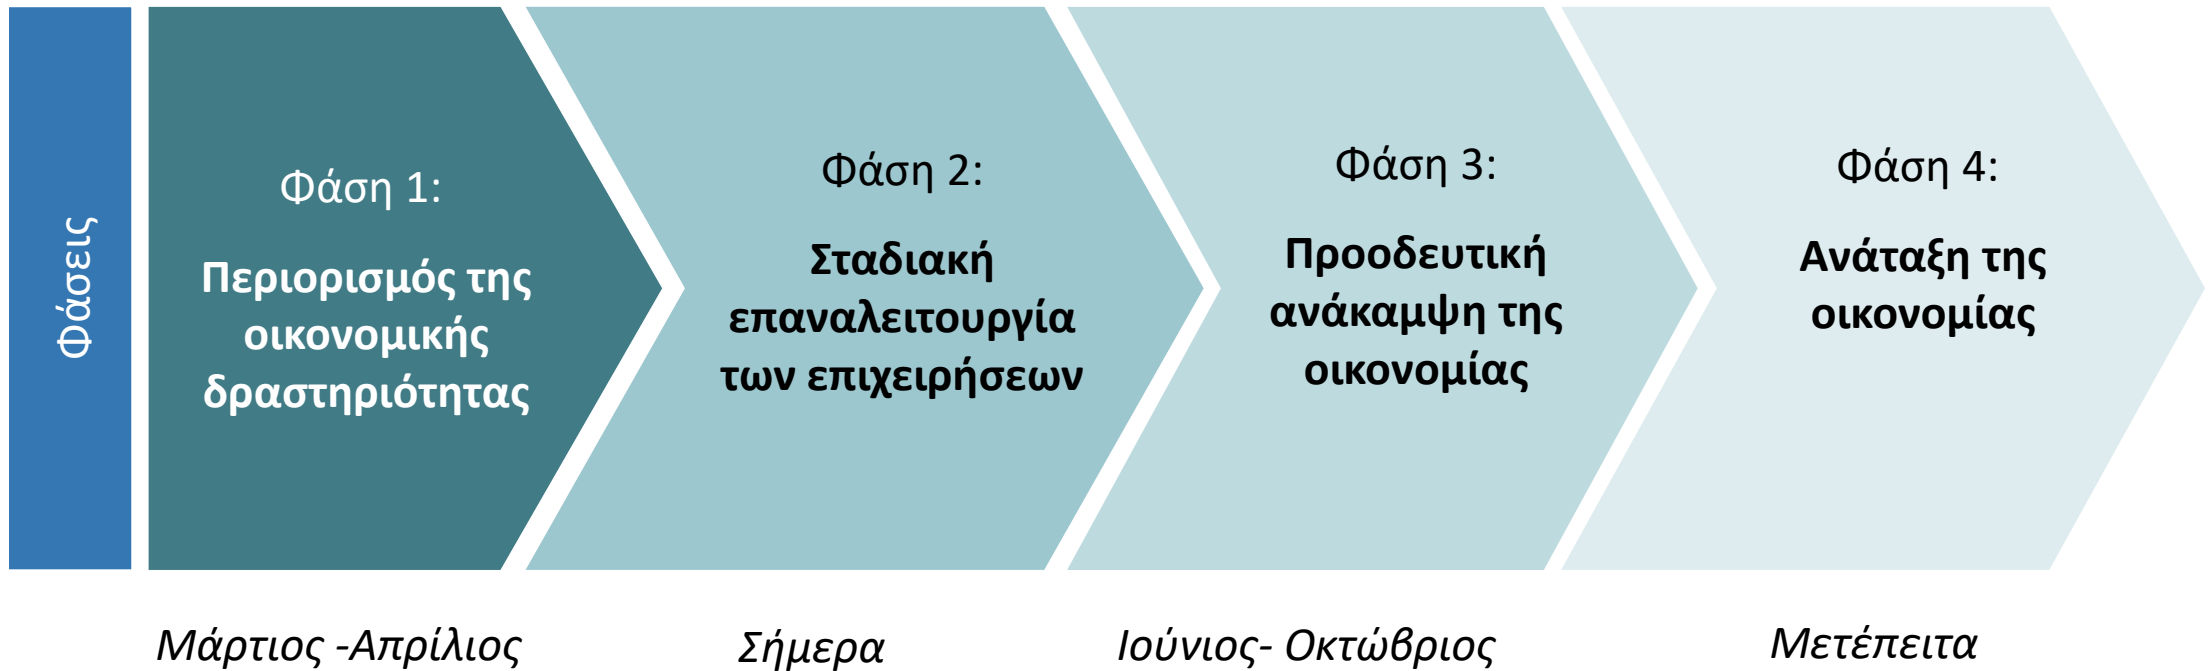 Φάσεις
Φάση 1:
Περιορισμός της
οικονομικής
δραστηριότητας
Φάση 2:
Σταδιακή
επαναλειτουργία
των επιχειρήσεων
Φάση 3:
Προοδευτική
ανάκαμψη της
οικονομίας
Φάση 4:
Ανάταξη της
οικονομίας
Μάρτιος -Απρίλιος
Σήμερα
Ιούνιος- Οκτώβριος
Μετέπειτα